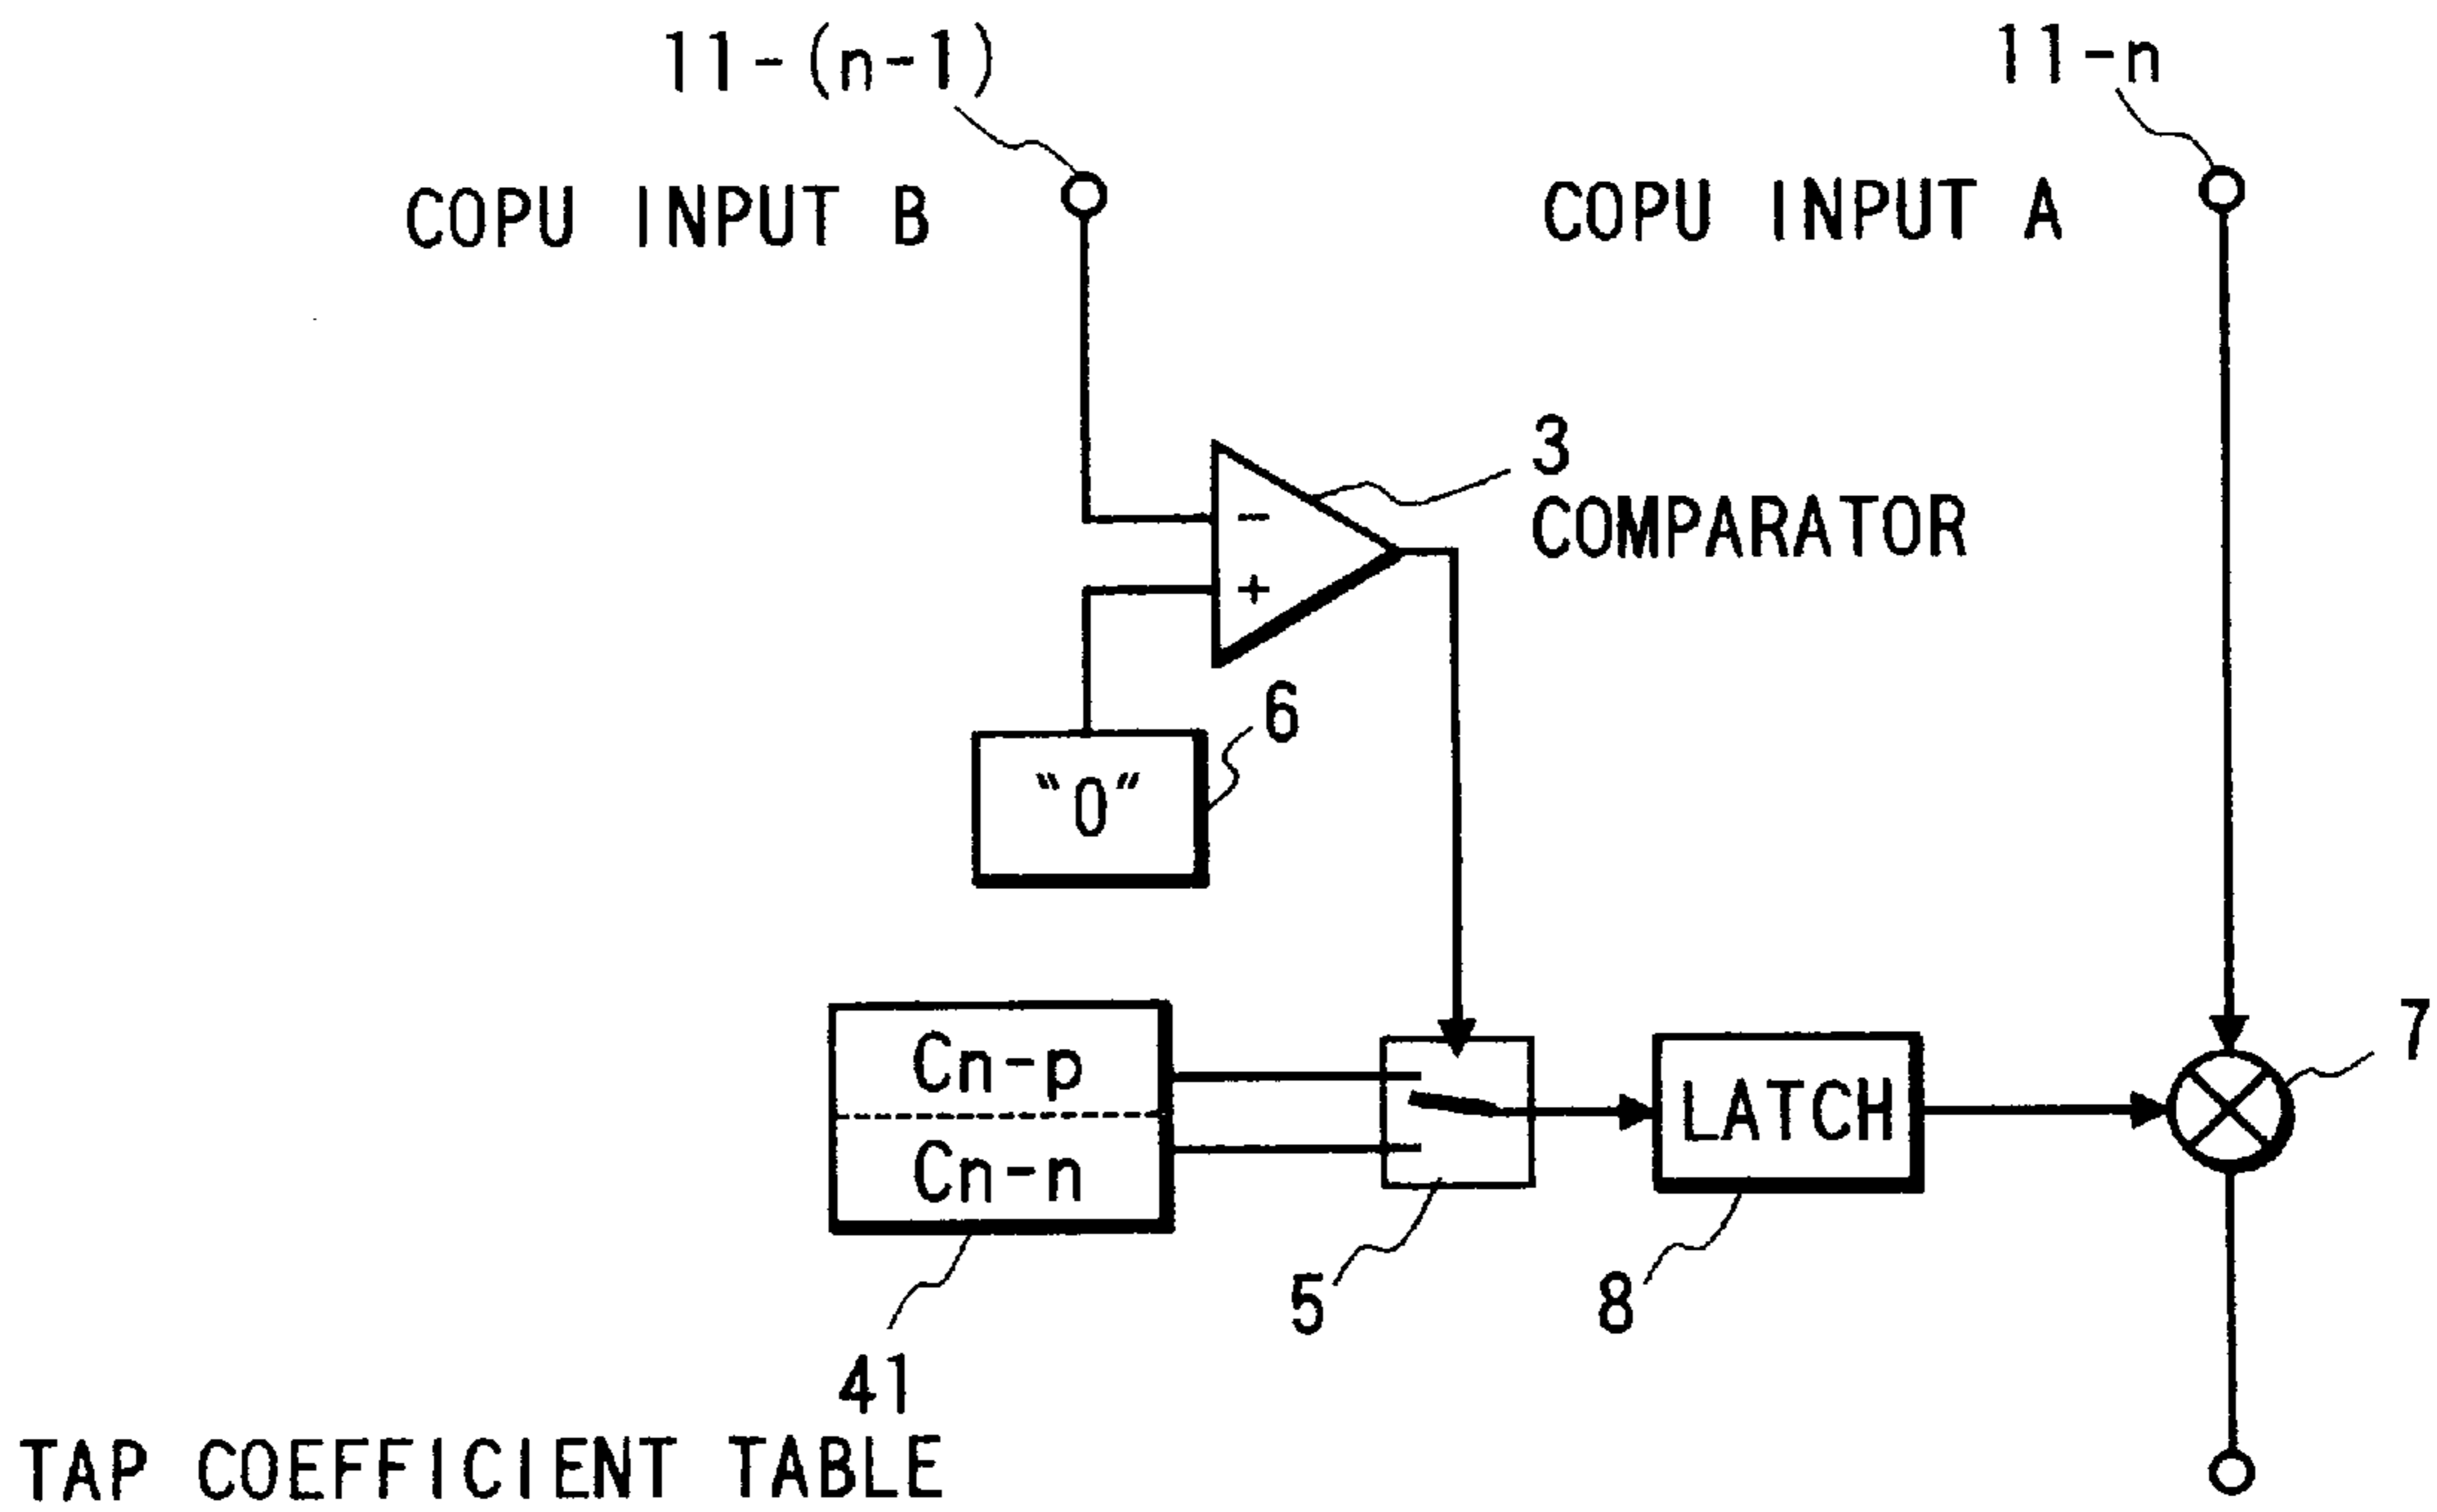 11-(n-1)
11-n
COPU INPUT B
COPU INPUT A
3
COMPARATOR
-
+
6
“0”
7
Cn-p
Cn-n
LATCH
5
8
41
TAP COEFFICIENT TABLE